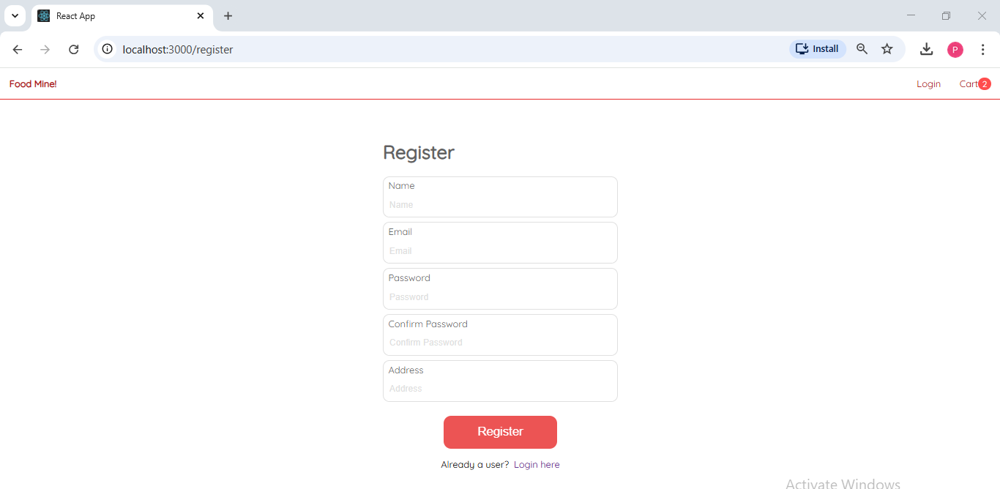 React App
localhost:3000/register
Install
P
Food Mine!
Login
Cart 2
Register
Name
Name
Email
Email
Password
Password
Confirm Password
Confirm Password
Address
Address
Register
Already a user? Login here
Activate Windows